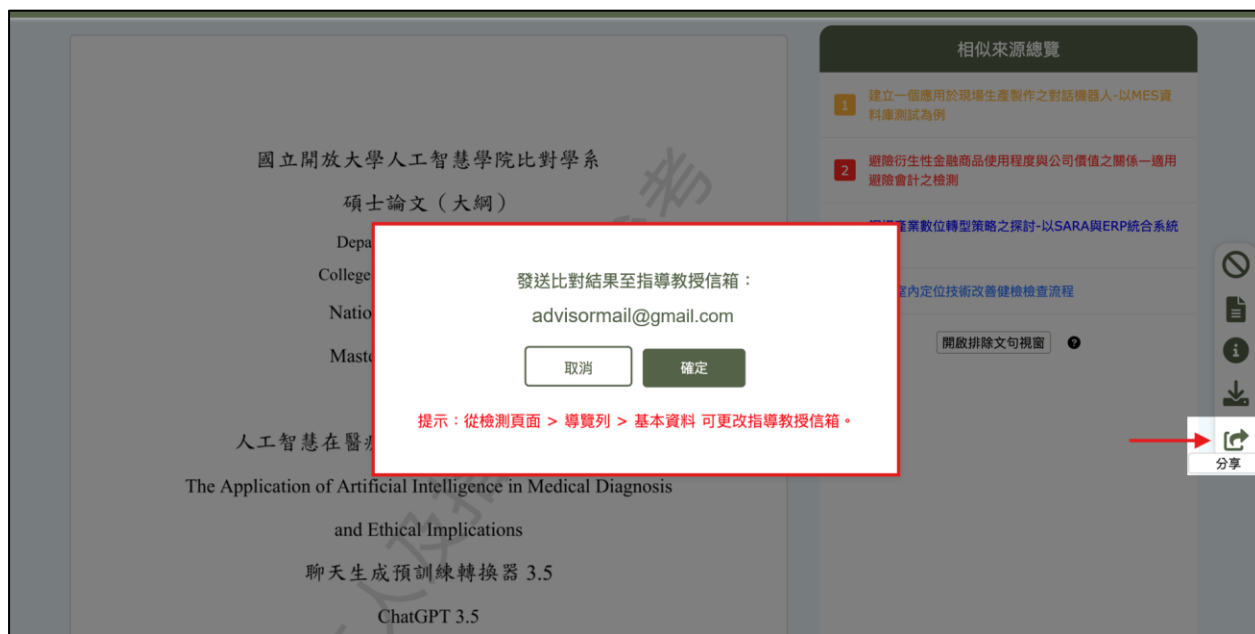 國立開放大學人工智慧學院比對學系
碩士論文（大綱）
Depa
College
Natio
Maste
人工智慧在醫
The Application of Artificial Intelligence in Medical Diagnosis
and Ethical Implications
聊天生成預訓練轉換器 3.5
ChatGPT 3.5
相似來源總覽
1
建立一個應用於現場生產製作之對話機器人-以MES資
料庫測試為例
2
避險衍生性金融商品使用程度與公司價值之關係—適用
避險會計之檢測
產業數位轉型策略之探討-以SARA與ERP統合系統
室內定位技術改善健檢檢查流程
開啟排除文句視窗
發送比對結果至指導教授信箱：
advisormail@gmail.com
取消
確定
提示：從檢測頁面 > 導覽列 > 基本資料 可更改指導教授信箱。
分享